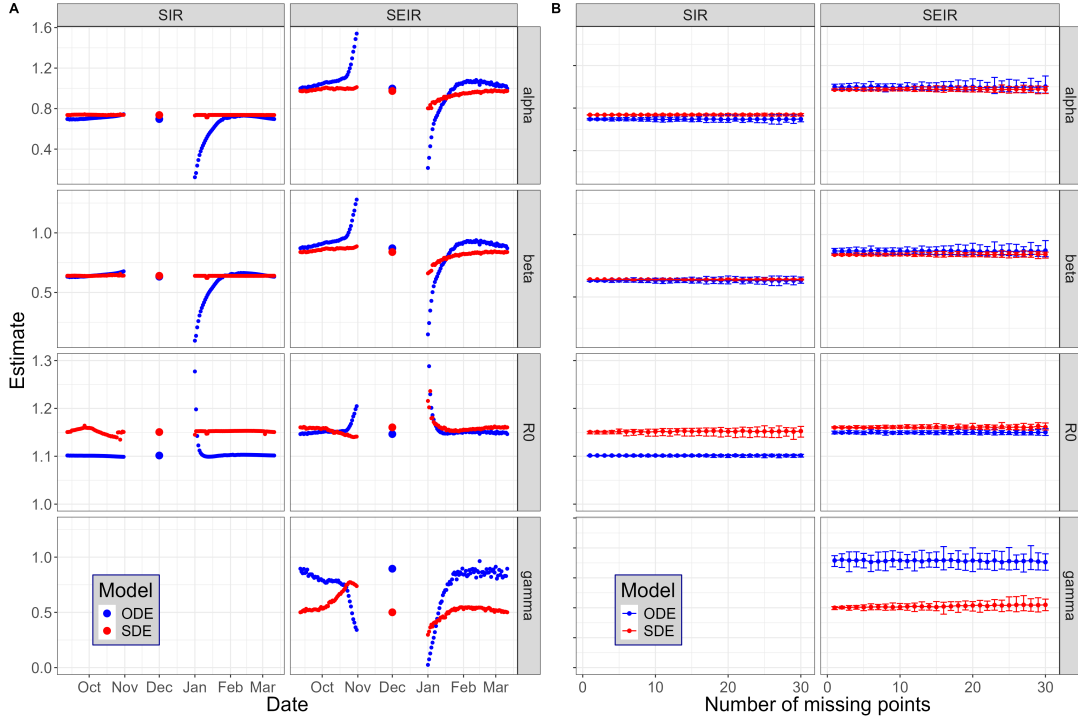 A
B
SIR
SEIR
SIR
SEIR
1.6
1.2
0.8
0.4
alpha
alpha
1.0
0.5
beta
beta
Estimate
1.3
1.2
1.1
1.0
R0
R0
1.0
0.5
0.0
gamma
gamma
Model
ODE
SDE
Model
ODE
SDE
Oct Nov Dec Jan Feb Mar
Oct Nov Dec Jan Feb Mar
0 10 20 30
0 10 20 30
Date
Number of missing points